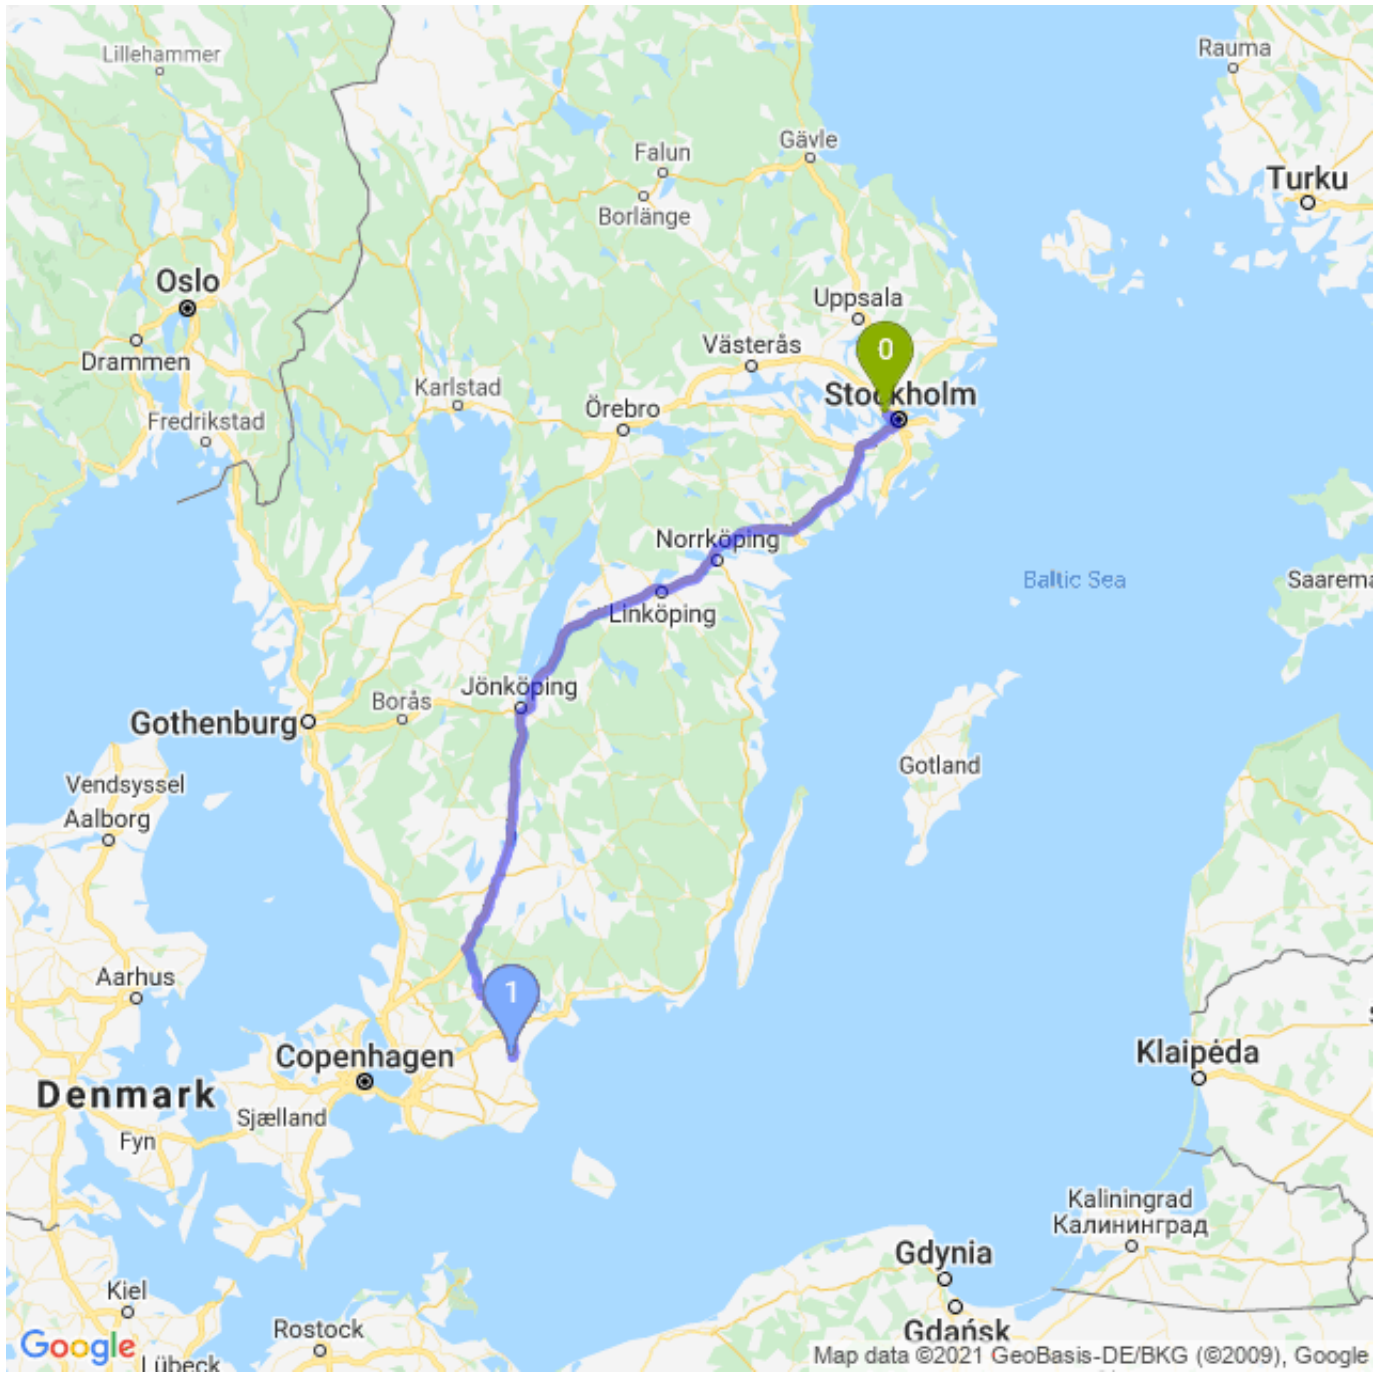 Lillehammer
Rauma
Gävle
Falun
Turku
Borlänge
Oslo
Uppsala
0
Västerås
Drammen
Karlstad
Stockholm
Örebro
Fredrikstad
Norrköping
Baltic Sea
Saarema
Linköping
Jönköping
Borås
Gothenburg
Gotland
Vendsyssel
Aalborg
Aarhus
1
Copenhagen
Klaipėda
Denmark
Sjælland
Fyn
Kaliningrad
Калининград
Gdynia
Kiel
Rostock
Gdańsk
Google
Lübeck
Map data ©2021 GeoBasis-DE/BKG (©2009), Google